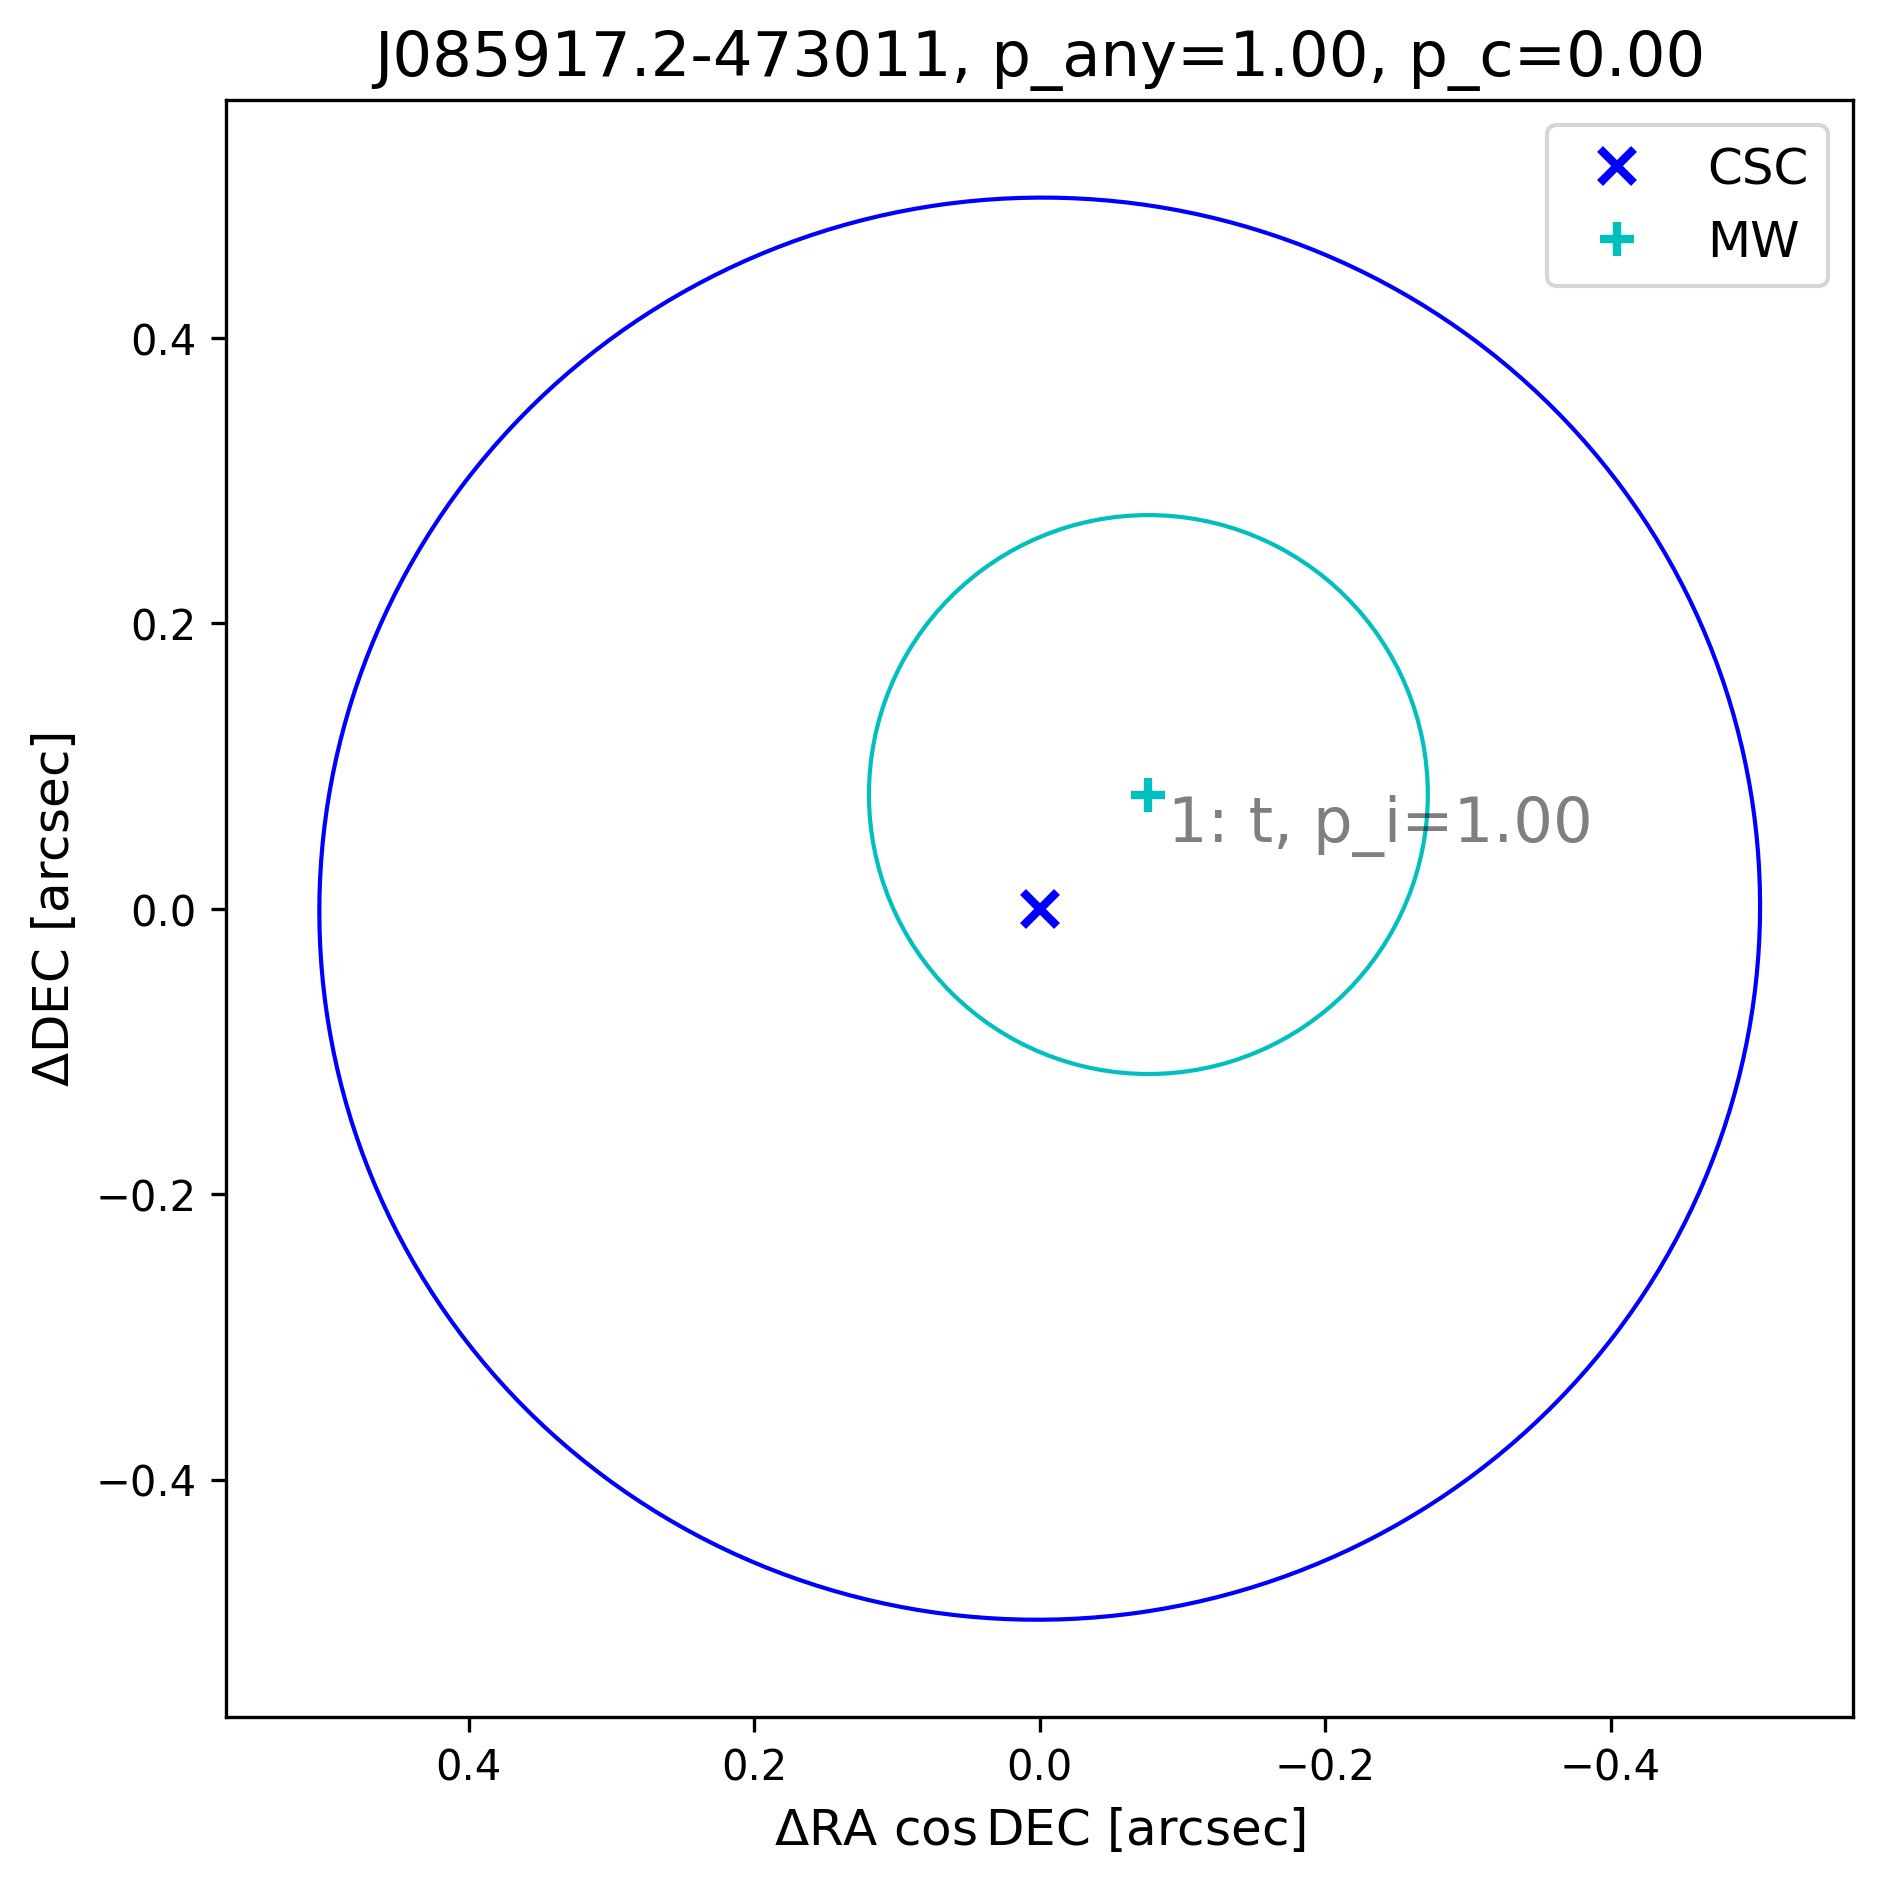 J085917.2-473011, p_any=1.00, p_c=0.00
CSC
MW
0.4
0.2
0.0
−0.2
−0.4
ΔDEC [arcsec]
1: t, p_i=1.00
0.4
0.2
0.0
−0.2
−0.4
ΔRA cos DEC [arcsec]